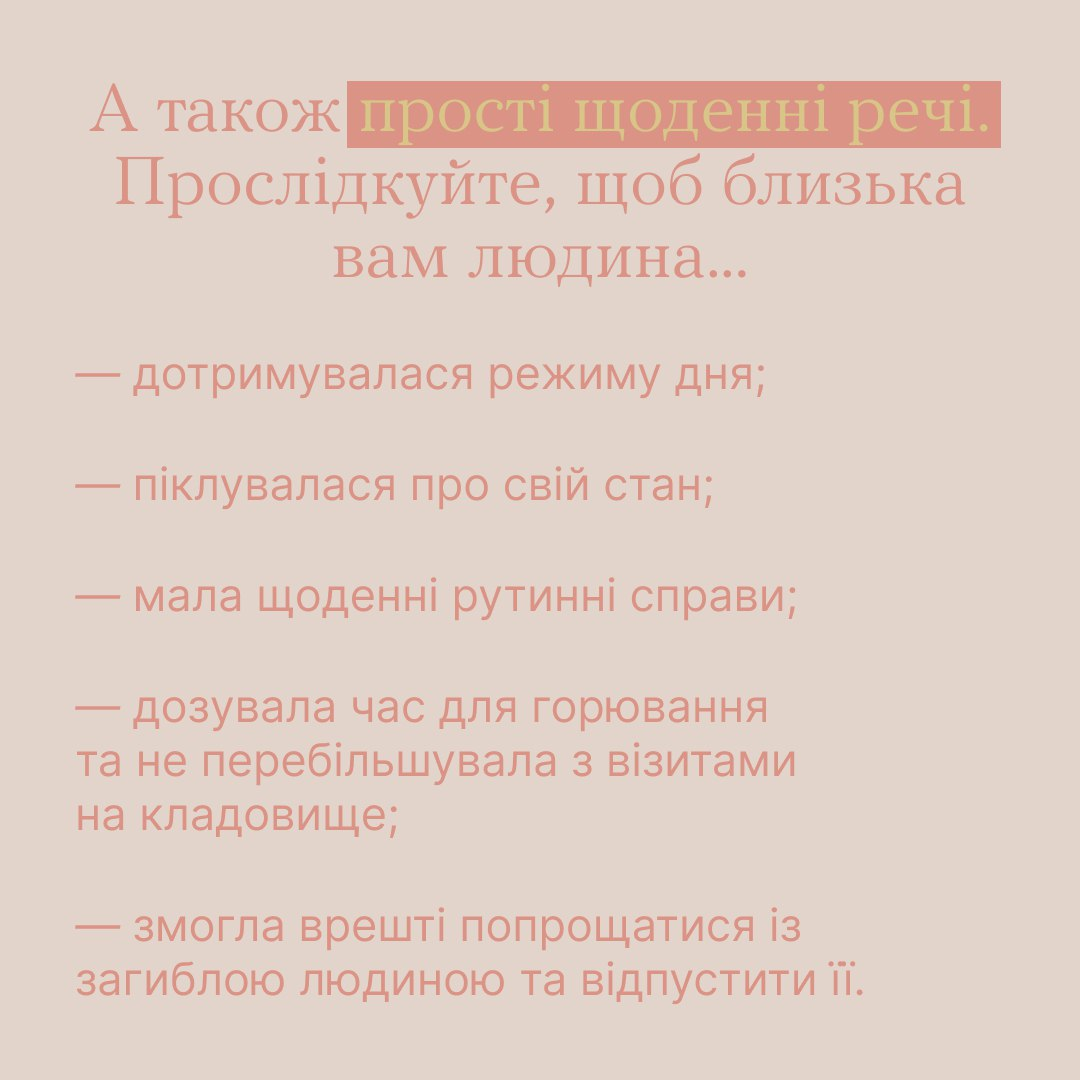 А також прості щоденні речі.
Прослідкуйте, щоб близька
вам людина...
— дотримувалася режиму дня;
— піклувалася про свій стан;
— мала щоденні рутинні справи;
— дозувала час для горювання
та не перебільшувала з візитами
на кладовище;
— змогла врешті попрощатися із
загиблою людиною та відпустити її.